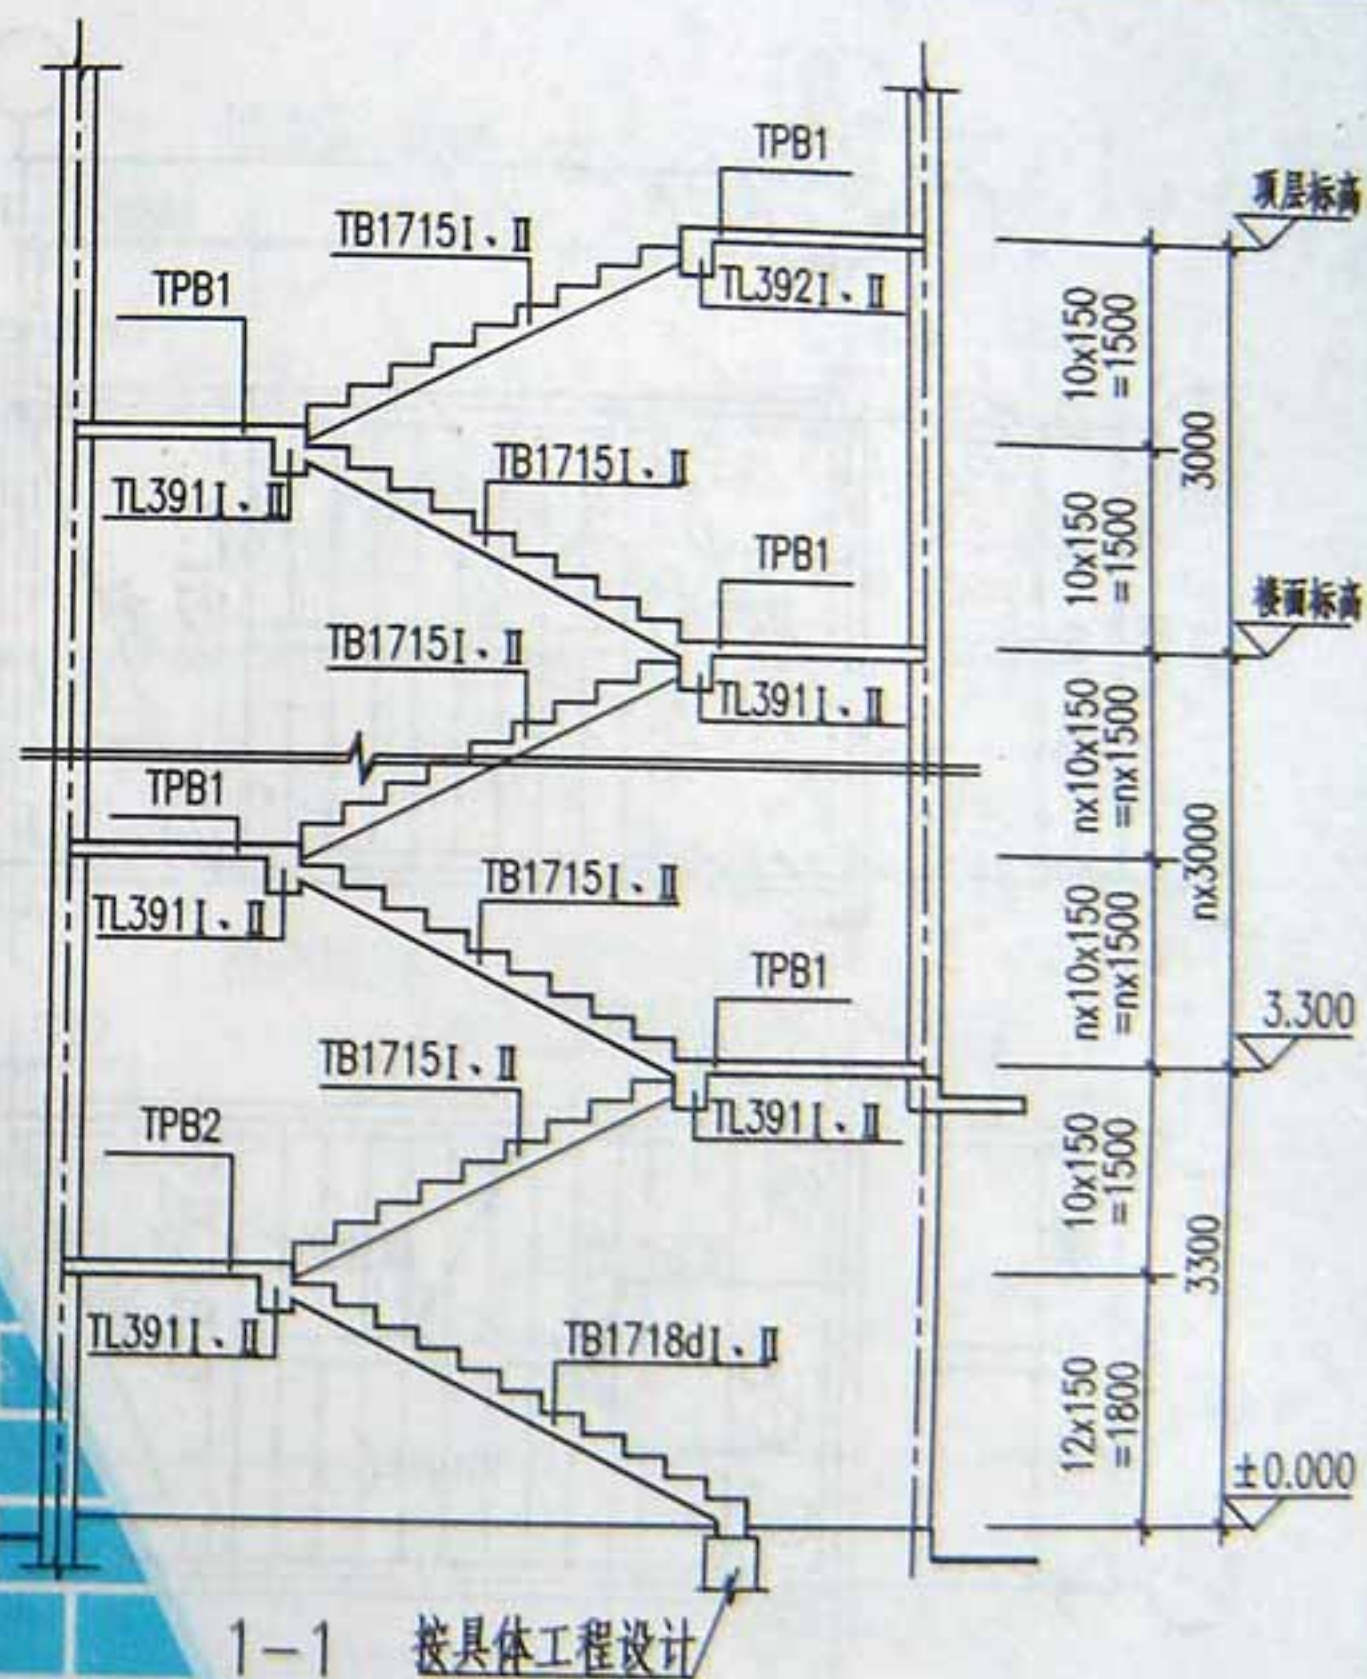 TPB1
顶层标高
TB1715Ⅰ、Ⅱ
TPB1
TL392Ⅰ、Ⅱ
10x150
=1500
3000
TL391Ⅰ、Ⅱ
TB1715Ⅰ、Ⅱ
10x150
=1500
TPB1
楼面标高
TB1715Ⅰ、Ⅱ
TL391Ⅰ、Ⅱ
nx10x150
=nx1500
TPB1
nx3000
TB1715Ⅰ、Ⅱ
TL391Ⅰ、Ⅱ
nx10x150
=nx1500
TPB1
3.300
TB1715Ⅰ、Ⅱ
TPB2
TL391Ⅰ、Ⅱ
10x150
=1500
3300
TL391Ⅰ、Ⅱ
TB1718dⅠ、Ⅱ
12x150
=1800
±0.000
1-1
按具体工程设计